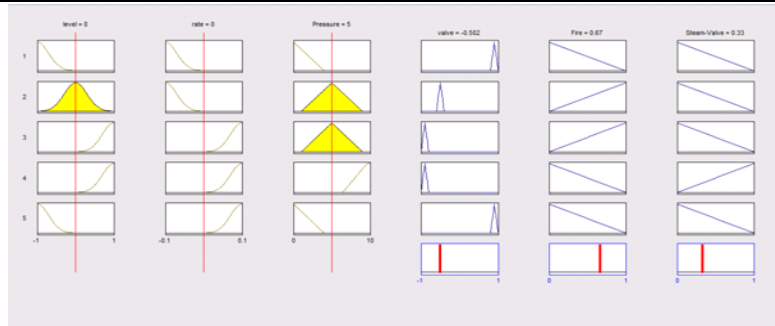 level = 0 rate = 0 Pressure = 5 valve = -0.502 Fire = 0.67 Steam-Valve = 0.33
1
2
3
4
5
-1 1 -0.1 0.1 0 10
-1 1 0 1 0 1